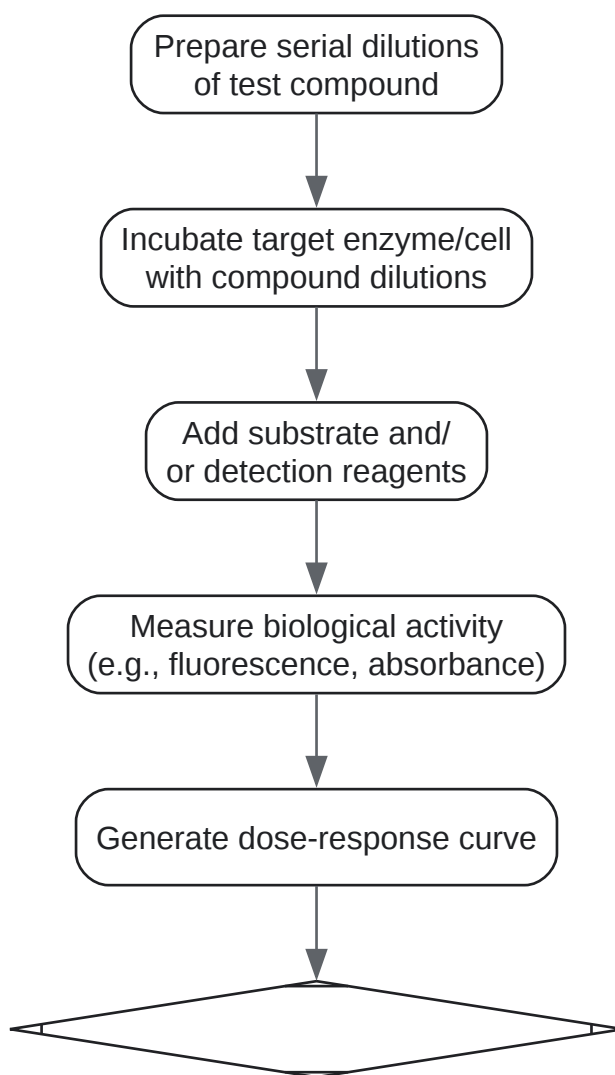 Prepare serial dilutions
of test compound
Incubate target enzyme/cell
with compound dilutions
Add substrate and/
or detection reagents
Measure biological activity
(e.g., fluorescence, absorbance)
Generate dose-response curve